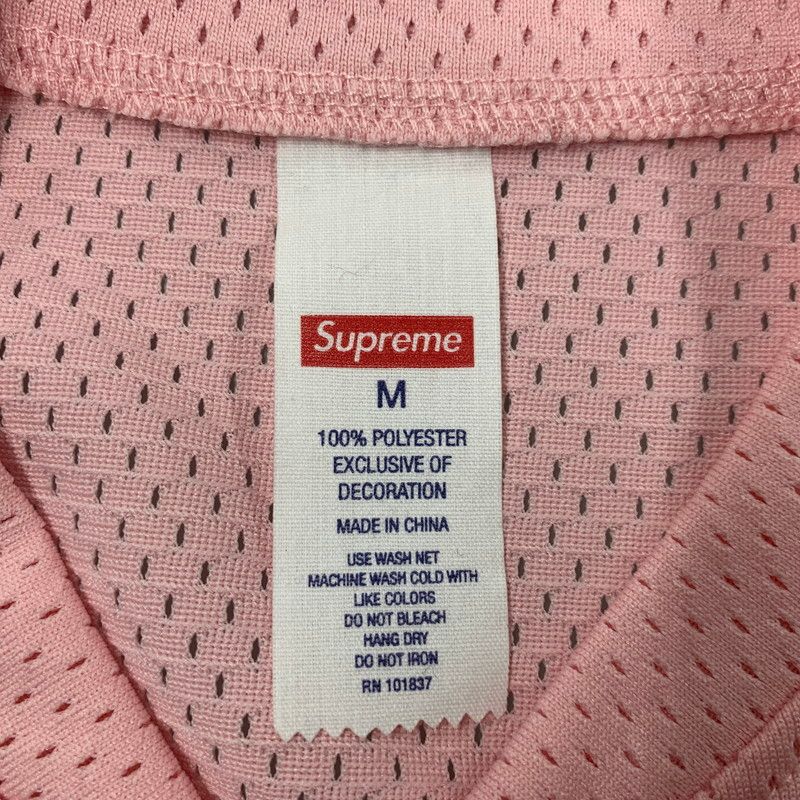 Supreme
M
100% POLYESTER
EXCLUSIVE OF
DECORATION
MADE IN CHINA
USE WASH NET
MACHINE WASH COLD WITH
LIKE COLORS
DO NOT BLEACH
HANG DRY
DO NOT IRON
RN 101837